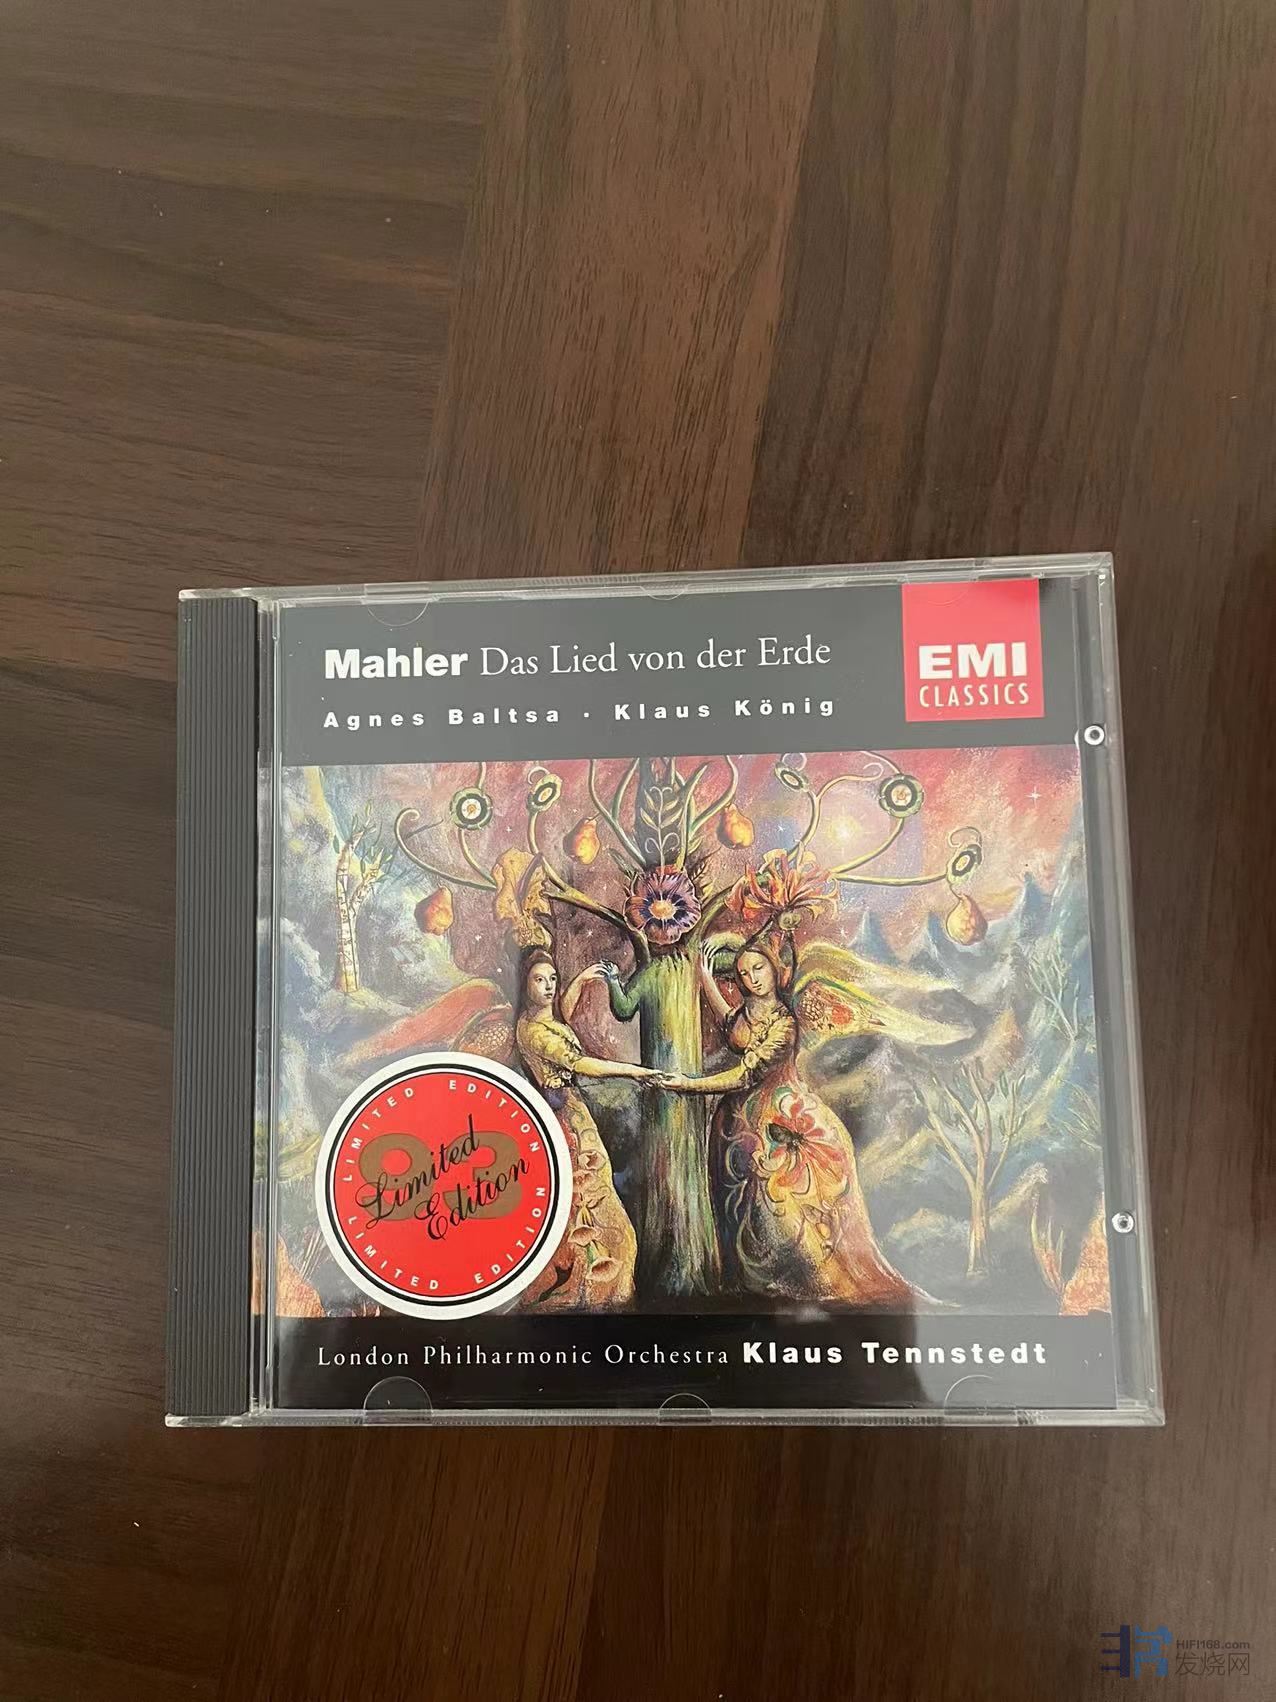 Mahler Das Lied von der Erde
Agnes Baltsa · Klaus König
EMI
CLASSICS
LIMITED EDITION
93
Limited
Edition
LIMITED EDITION
London Philharmonic Orchestra Klaus Tennstedt
HIFI168.com
发烧网